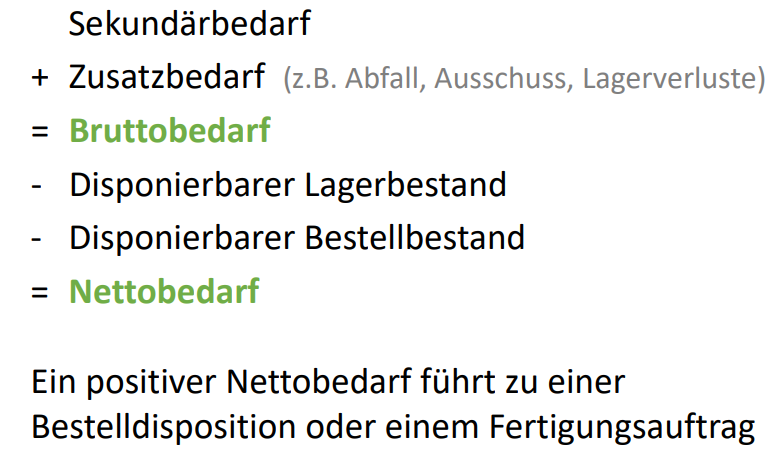 Sekundärbedarf
+ Zusatzbedarf (z.B. Abfall, Ausschuss, Lagerverluste)
= Bruttobedarf
- Disponierbarer Lagerbestand
- Disponierbarer Bestellbestand
= Nettobedarf
Ein positiver Nettobedarf führt zu einer
Bestelldisposition oder einem Fertigungsauftrag